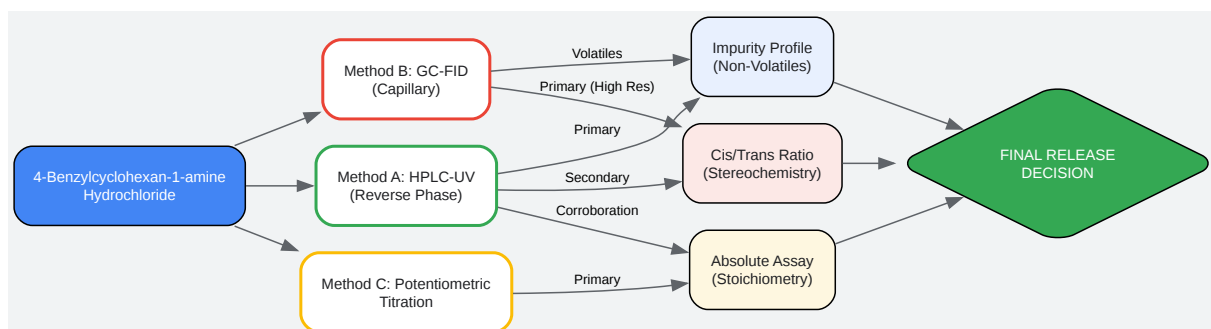 4-Benzylcyclohexan-1-amine
Hydrochloride
Method B: GC-FID
(Capillary)
Method A: HPLC-UV
(Reverse Phase)
Method C: Potentiometric
Titration
Volatiles
Primary (High Res)
Primary
Secondary
Corroboration
Primary
Impurity Profile
(Non-Volatiles)
Cis/Trans Ratio
(Stereochemistry)
Absolute Assay
(Stoichiometry)
FINAL RELEASE
DECISION